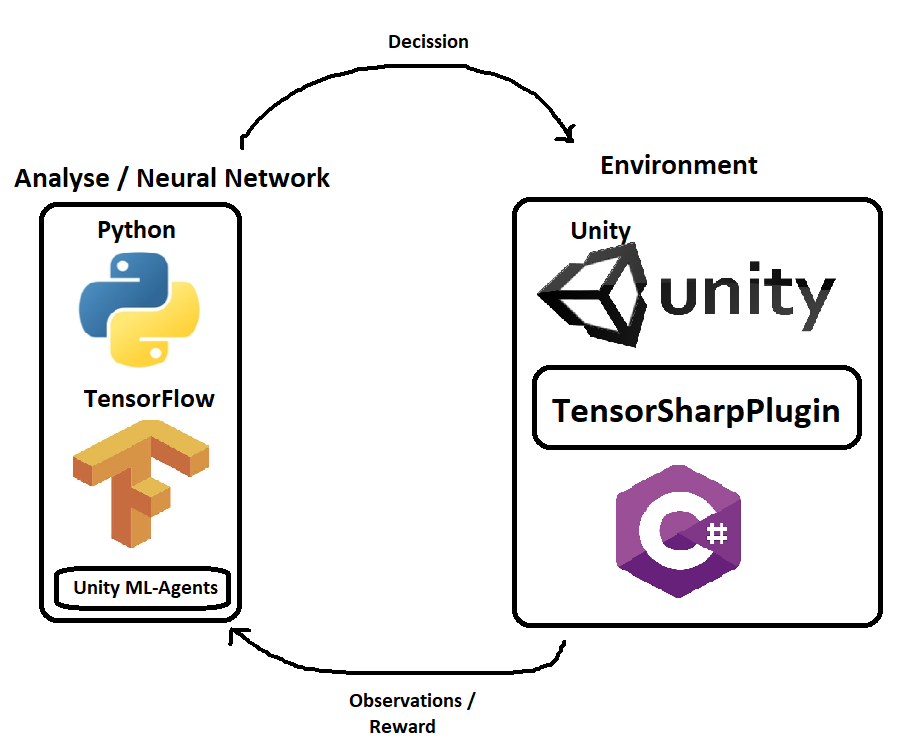 Decission
Analyse / Neural Network
Environment
Python
Unity
unity
TensorFlow
TensorSharpPlugin
C#
Unity ML-Agents
Observations /
Reward